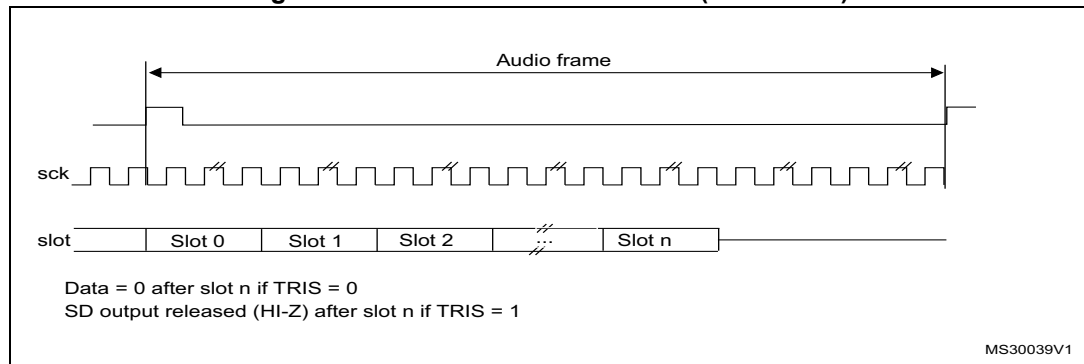 Audio frame
sck
slot
Slot 0
Slot 1
Slot 2
...
Slot n
Data = 0 after slot n if TRIS = 0
SD output released (HI-Z) after slot n if TRIS = 1
MS30039V1